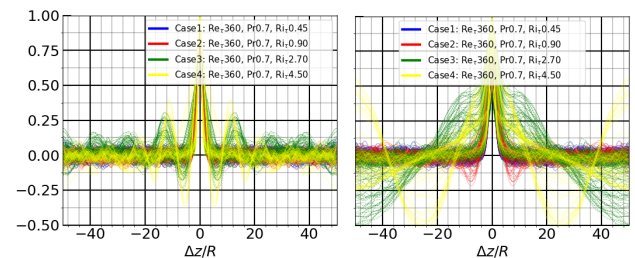 1.00
0.75
0.50
0.25
0.00
−0.25
−0.50
Case1: Reτ360, Pr0.7, Riτ0.45
Case2: Reτ360, Pr0.7, Riτ0.90
Case3: Reτ360, Pr0.7, Riτ2.70
Case4: Reτ360, Pr0.7, Riτ4.50
−40 −20 0 20 40
Δz/R
Case1: Reτ360, Pr0.7, Riτ0.45
Case2: Reτ360, Pr0.7, Riτ0.90
Case3: Reτ360, Pr0.7, Riτ2.70
Case4: Reτ360, Pr0.7, Riτ4.50
−40 −20 0 20 40
Δz/R